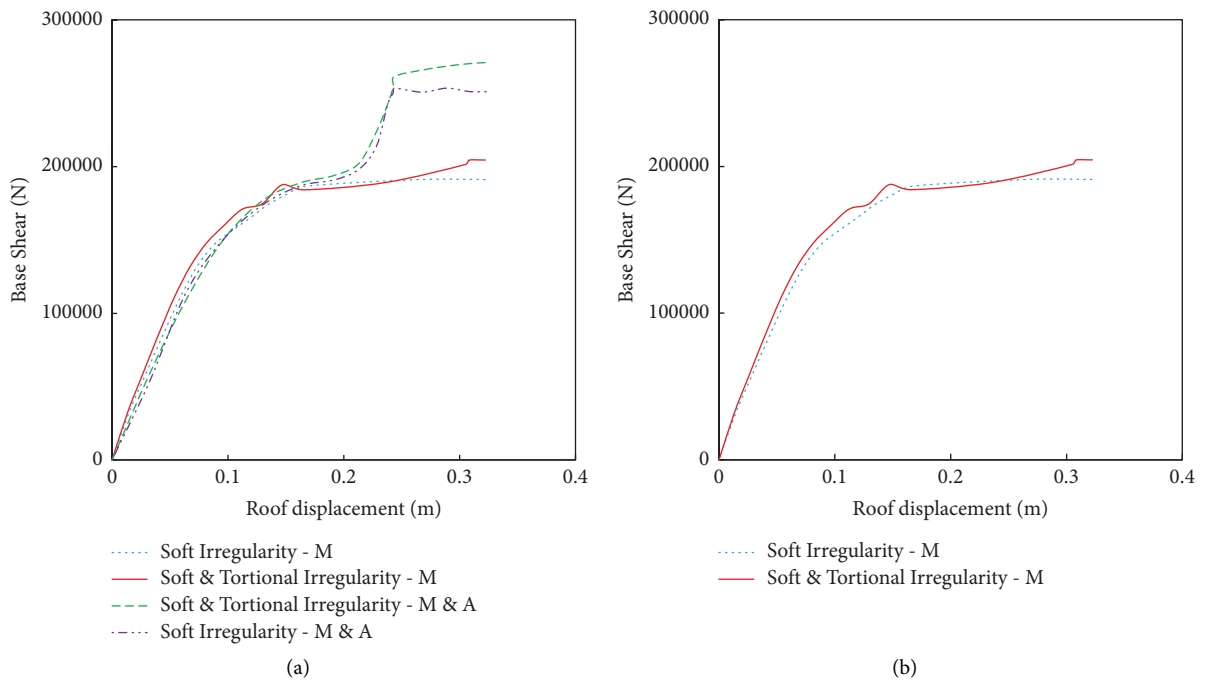 300000
200000
100000
0
Base Shear (N)
0 0.1 0.2 0.3 0.4
Roof displacement (m)
Soft Irregularity - M
Soft & Tortional Irregularity - M
Soft & Tortional Irregularity - M & A
Soft Irregularity - M & A
(a)
300000
200000
100000
0
Base Shear (N)
0 0.1 0.2 0.3 0.4
Roof displacement (m)
Soft Irregularity - M
Soft & Tortional Irregularity - M
(b)